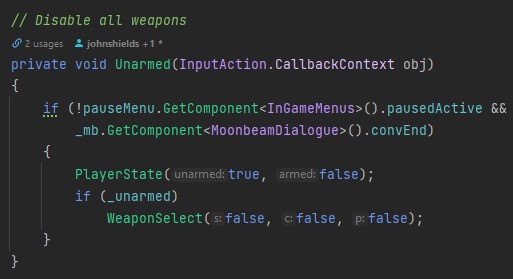 // Disable all weapons
2 usages johnshields +1 *
private void Unarmed(InputAction.CallbackContext obj)
{
if (!pauseMenu.GetComponent<InGameMenus>().pausedActive &&
_mb.GetComponent<MoonbeamDialogue>().convEnd)
{
PlayerState( unarmed: true, armed: false);
if (_unarmed)
WeaponSelect( s: false, c: false, p: false);
}
}